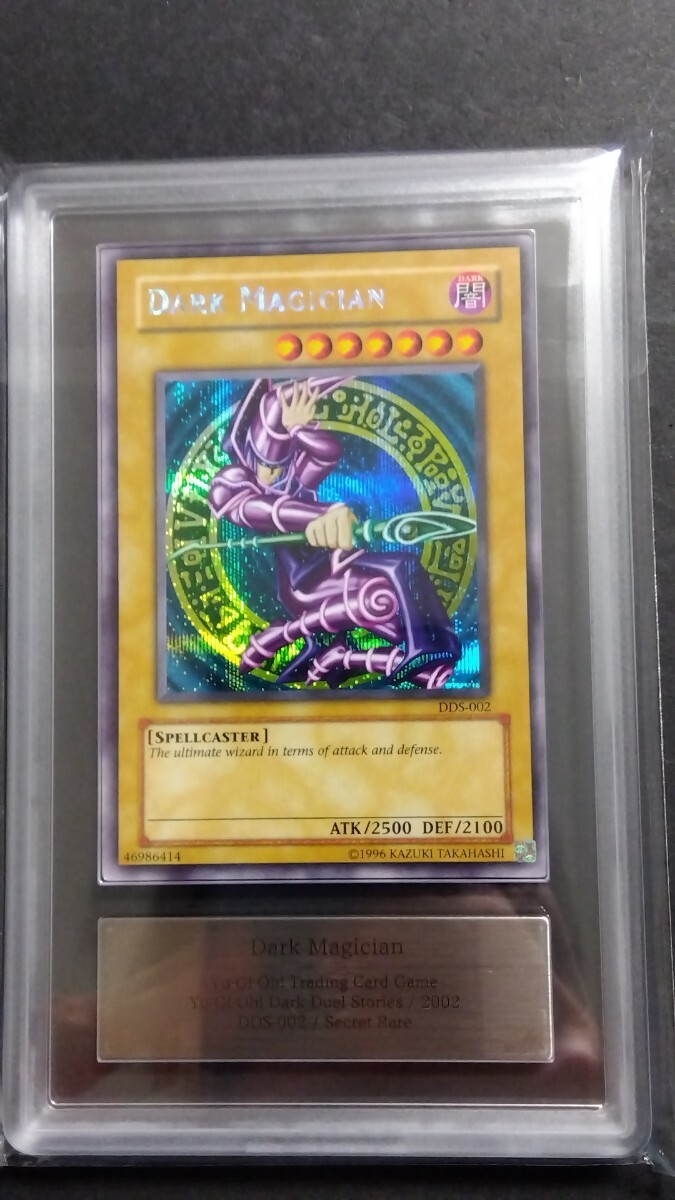 DARK MAGICIAN
DARK
闇
DDS-002
[SPELLCASTER]
The ultimate wizard in terms of attack and defense.
ATK/2500 DEF/2100
46986414
©1996 KAZUKI TAKAHASHI
Dark Magician
Yu-Gi-Oh! Trading Card Game
Yu-Gi-Oh! Dark Duel Stories / 2002
DDS-002 / Secret Rare